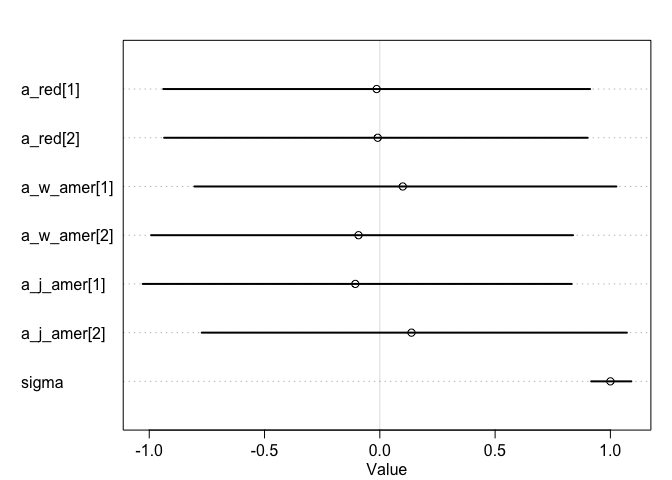 a_red[1]
a_red[2]
a_w_amer[1]
a_w_amer[2]
a_j_amer[1]
a_j_amer[2]
sigma
-1.0 -0.5 0.0 0.5 1.0
Value